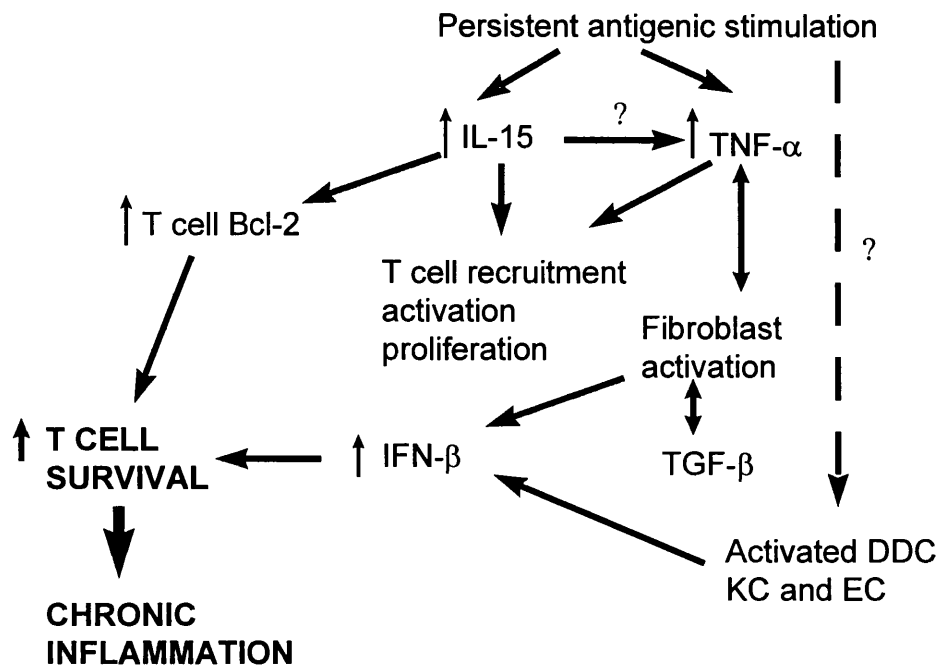 Persistent antigenic stimulation
IL-15
?
TNF-α
T cell Bcl-2
?
T cell recruitment
activation
proliferation
Fibroblast
activation
T CELL
SURVIVAL
IFN-β
TGF-β
Activated DDC
KC and EC
CHRONIC
INFLAMMATION